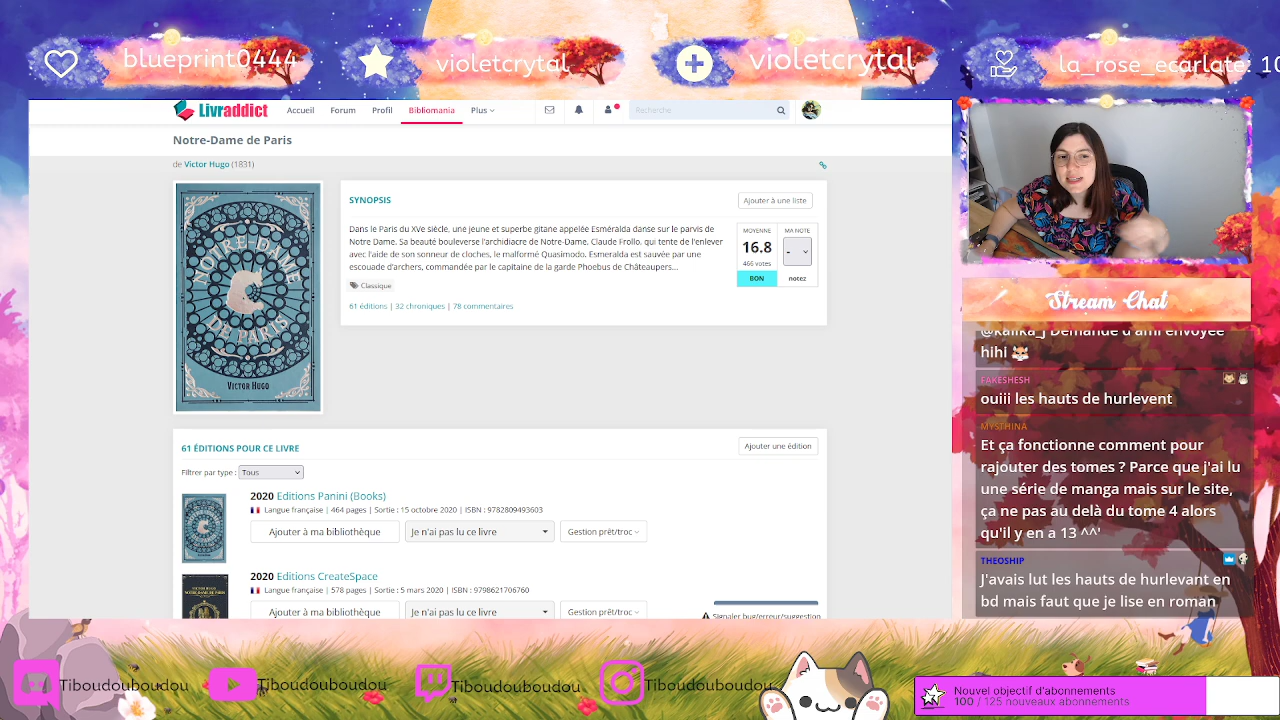 blueprint0444
violetcrytal
violetcrytal
la_rose_ecarlate: 10
Livraddict
Accueil
Forum
Profil
Bibliomania
Plus
Recherche
Notre-Dame de Paris
de Victor Hugo (1831)
NOTRE-DAME
DE PARIS
VICTOR HUGO
SYNOPSIS
Ajouter à une liste
Dans le Paris du XVe siècle, une jeune et superbe gitane appelée Esméralda danse sur le parvis de
Notre Dame. Sa beauté bouleverse l'archidiacre de Notre-Dame, Claude Frollo, qui tente de l'enlever
avec l'aide de son sonneur de cloches, le malformé Quasimodo. Esmeralda est sauvée par une
escouade d'archers, commandée par le capitaine de la garde Phoebus de Châteaupers...
MOYENNE
16.8
466 votes
BON
MA NOTE
-
notez
Classique
61 éditions | 32 chroniques | 78 commentaires
61 ÉDITIONS POUR CE LIVRE
Ajouter une édition
Filtrer par type : Tous
2020 Editions Panini (Books)
Langue française | 464 pages | Sortie : 15 octobre 2020 | ISBN : 9782809493603
Ajouter à ma bibliothèque
Je n'ai pas lu ce livre
Gestion prêt/troc
2020 Editions CreateSpace
Langue française | 578 pages | Sortie : 5 mars 2020 | ISBN : 9798621706760
Ajouter à ma bibliothèque
Je n'ai pas lu ce livre
Gestion prêt/troc
Signaler bug/erreur/suggestion
Stream Chat
@kalika_j Demande d'ami envoyée
hihi
FAKESHESH
ouiii les hauts de hurlevent
MYSTHINA
Et ça fonctionne comment pour
rajouter des tomes ? Parce que j'ai lu
une série de manga mais sur le site,
ça ne pas au delà du tome 4 alors
qu'il y en a 13 ^^'
THEOSHIP
J'avais lut les hauts de hurlevant en
bd mais faut que je lise en roman
Tiboudouboudou
Tiboudouboudou
Tiboudouboudou
Tiboudouboudou
Nouvel objectif d'abonnements
100 / 125 nouveaux abonnements